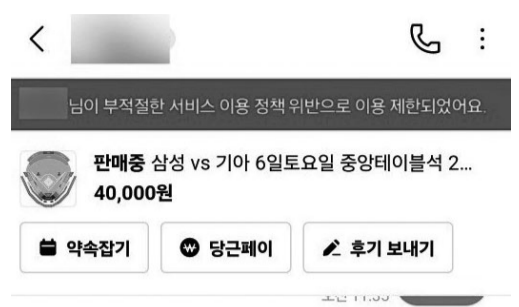 님이 부적절한 서비스 이용 정책 위반으로 이용 제한되었어요.
판매중 삼성 vs 기아 6일토요일 중앙테이블석 2...
40,000원
약속잡기 당근페이 후기 보내기